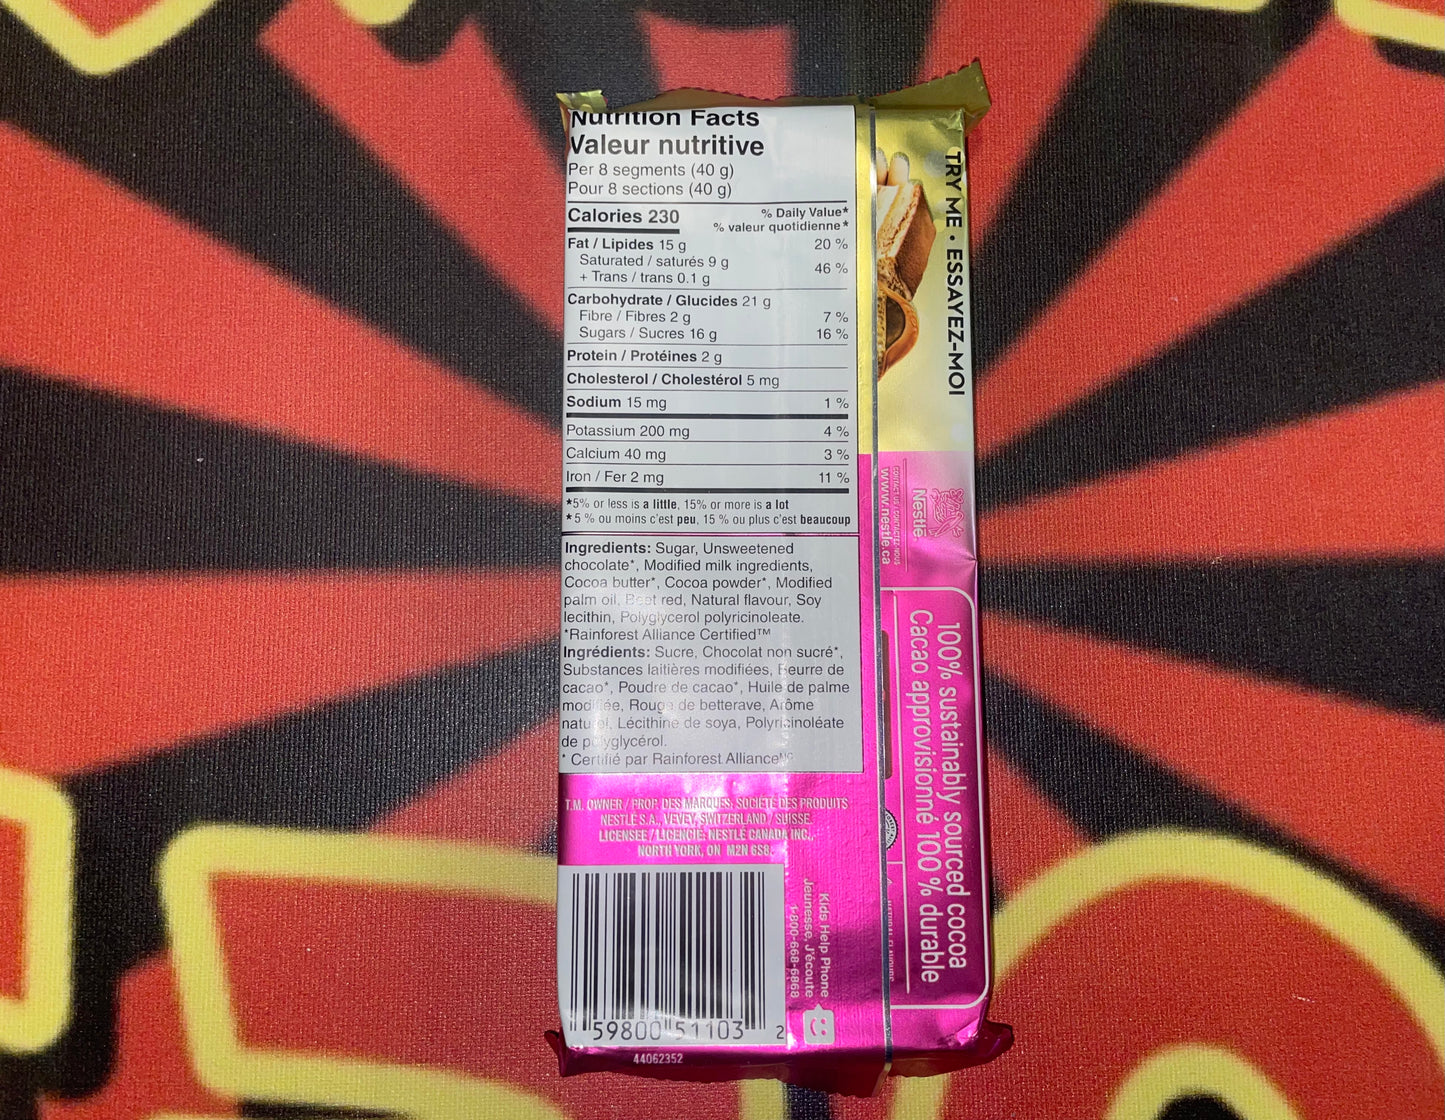 Nutrition Facts
Valeur nutritive
Per 8 segments (40 g)
Pour 8 sections (40 g)
Calories 230
% Daily Value*
% valeur quotidienne*
Fat / Lipides 15 g 20 %
Saturated / saturés 9 g
+ Trans / trans 0.1 g 46 %
Carbohydrate / Glucides 21 g
Fibre / Fibres 2 g 7 %
Sugars / Sucres 16 g 16 %
Protein / Protéines 2 g
Cholesterol / Cholestérol 5 mg
Sodium 15 mg 1 %
Potassium 200 mg 4 %
Calcium 40 mg 3 %
Iron / Fer 2 mg 11 %
*5% or less is a little, 15% or more is a lot
*5 % ou moins c'est peu, 15 % ou plus c'est beaucoup
Ingredients: Sugar, Unsweetened
chocolate*, Modified milk ingredients,
Cocoa butter*, Cocoa powder*, Modified
palm oil, Beet red, Natural flavour, Soy
lecithin, Polyglycerol polyricinoleate.
*Rainforest Alliance Certified™
Ingrédients: Sucre, Chocolat non sucré*,
Substances laitières modifiées, Beurre de
cacao*, Poudre de cacao*, Huile de palme
modifiée, Rouge de betterave, Arôme
naturel, Lécithine de soya, Polyricinoléate
de polyglycérol.
* Certifié par Rainforest Alliance
T.M. OWNER / PROP. DES MARQUES: SOCIÉTÉ DES PRODUITS
NESTLÉ S.A., VEVEY, SWITZERLAND / SUISSE.
LICENSEE / LICENCIÉ: NESTLÉ CANADA INC.,
NORTH YORK, ON M2N 6S8.
59800 51103 2
44062352
Kids Help Phone
Jeunesse, J'écoute
1-800-668-6868
TRY ME • ESSAYEZ-MOI
Nestlé
CONTACT US / CONTACTEZ-NOUS
www.nestle.ca
100% sustainably sourced cocoa
Cacao approvisionné 100 % durable